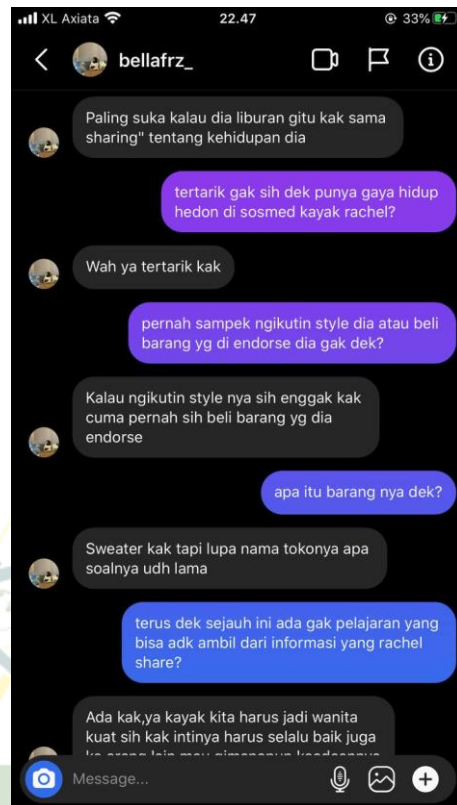 XL Axiata 22.47 33%
bellafrz_
Paling suka kalau dia liburan gitu kak sama
sharing" tentang kehidupan dia
tertarik gak sih dek punya gaya hidup
hedon di sosmed kayak rachel?
Wah ya tertarik kak
pernah sampek ngikutin style dia atau beli
barang yg di endorse dia gak dek?
Kalau ngikutin style nya sih enggak kak
cuma pernah sih beli barang yg dia
endorse
apa itu barang nya dek?
Sweater kak tapi lupa nama tokonya apa
soalnya udh lama
terus dek sejauh ini ada gak pelajaran yang
bisa adk ambil dari informasi yang rachel
share?
Ada kak,ya kayak kita harus jadi wanita
kuat sih kak intinya harus selalu baik juga
Message...